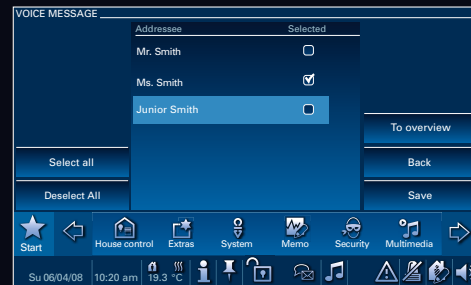 VOICE MESSAGE
Addressee Selected
Mr. Smith
Ms. Smith
Junior Smith
To overview
Select all Back
Deselect All Save
Start House control Extras System Memo Security Multimedia
Su 06/04/08 10:20 am 19.3 °C